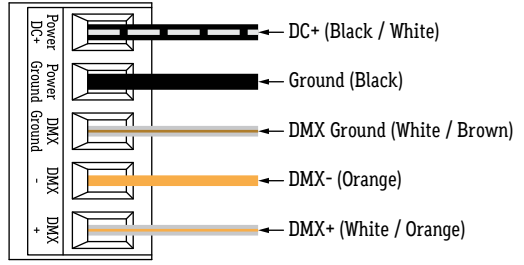 Power
DC+
DC+ (Black / White)
Power
Ground
Ground (Black)
DMX
Ground
DMX Ground (White / Brown)
DMX
-
DMX- (Orange)
DMX
+
DMX+ (White / Orange)